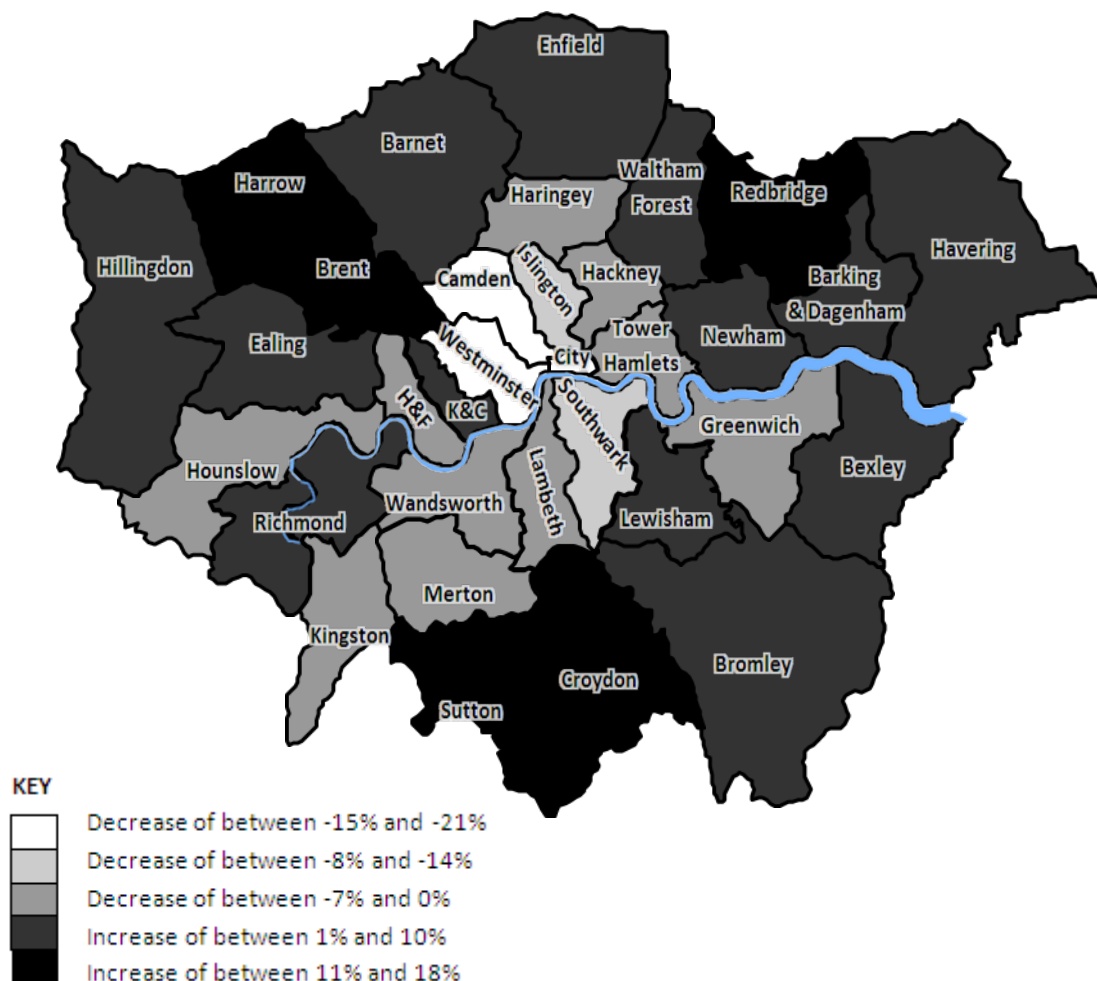 Enfield
Barnet
Waltham
Forest
Harrow
Haringey
Redbridge
Havering
Hillingdon
Brent
Camden
Islington
Hackney
Barking
& Dagenham
Ealing
Tower
Hamlets
Newham
Westminster
City
H&F
K&C
Southwark
Greenwich
Hounslow
Bexley
Lambeth
Wandsworth
Richmond
Lewisham
Merton
Kingston
Bromley
Croydon
Sutton
KEY
Decrease of between -15% and -21%
Decrease of between -8% and -14%
Decrease of between -7% and 0%
Increase of between 1% and 10%
Increase of between 11% and 18%